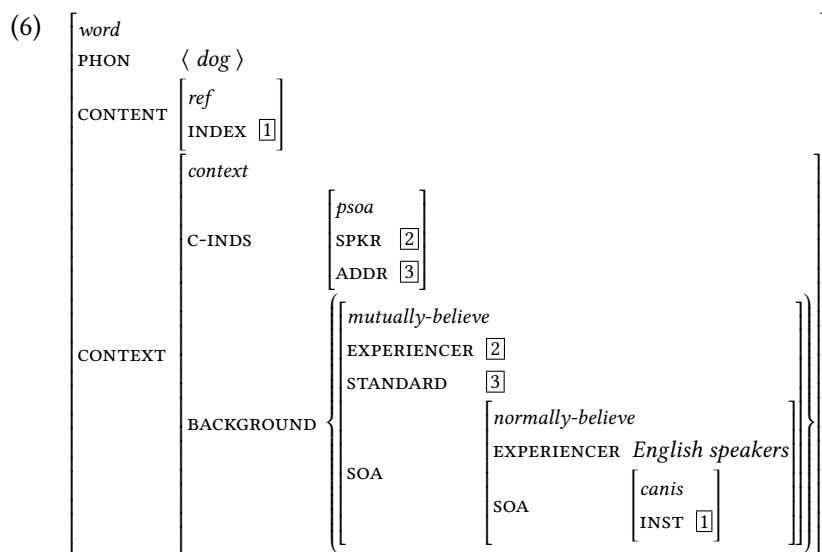 (6)
word
PHON ⟨ dog ⟩
ref
CONTENT
INDEX 1
context
psoa
C-INDS SPKR 2
ADDR 3
mutually-believe
EXPERIENCER 2
CONTEXT STANDARD 3
normally-believe
BACKGROUND
EXPERIENCER English speakers
SOA
canis
SOA
INST 1